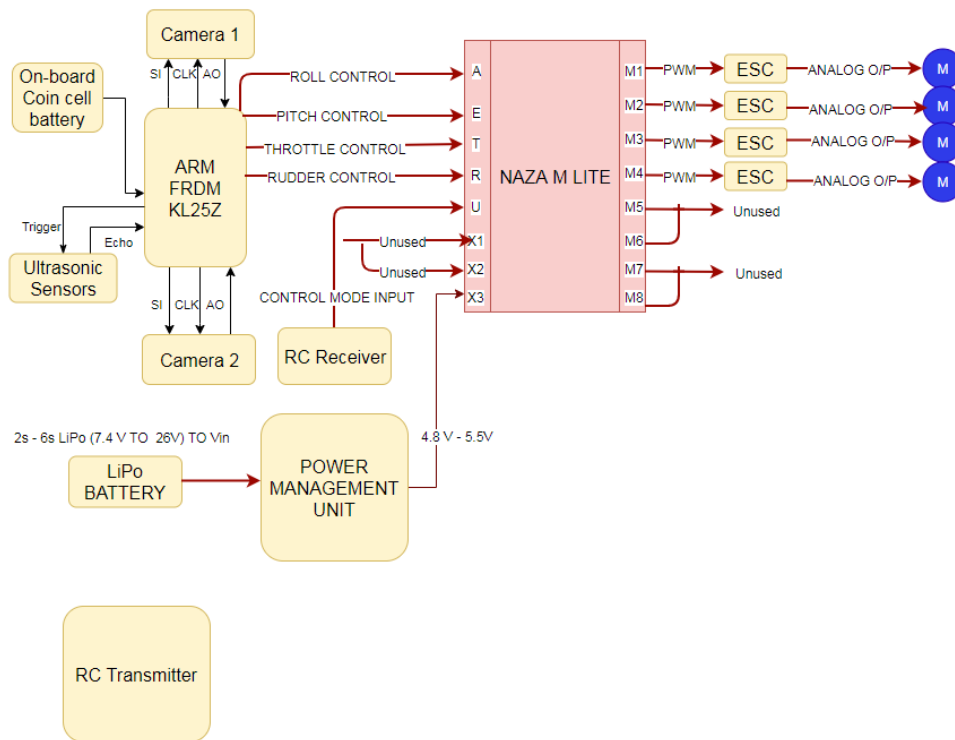 Camera 1
SI CLK AO
On-board
Coin cell
battery
ARM
FRDM
KL25Z
Trigger
Echo
Ultrasonic
Sensors
SI CLK AO
Camera 2
ROLL CONTROL
PITCH CONTROL
THROTTLE CONTROL
RUDDER CONTROL
Unused
Unused
CONTROL MODE INPUT
RC Receiver
A
E
T
R
U
X1
X2
X3
NAZA M LITE
M1 PWM ESC ANALOG O/P M
M2 PWM ESC ANALOG O/P M
M3 PWM ESC ANALOG O/P M
M4 PWM ESC ANALOG O/P M
M5 Unused
M6
M7 Unused
M8
2s - 6s LiPo (7.4 V TO 26V) TO Vin
4.8 V - 5.5V
LiPo
BATTERY
POWER
MANAGEMENT
UNIT
RC Transmitter